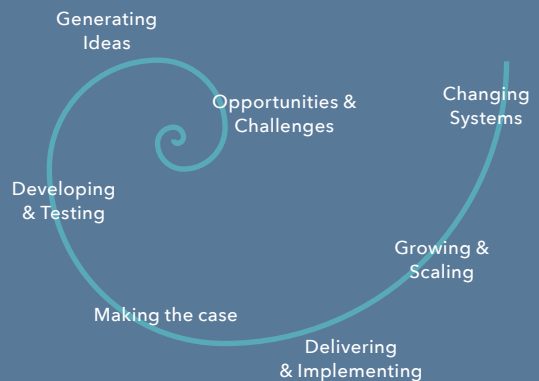 Generating
Ideas
Opportunities &
Challenges
Changing
Systems
Developing
& Testing
Growing &
Scaling
Making the case
Delivering
& Implementing